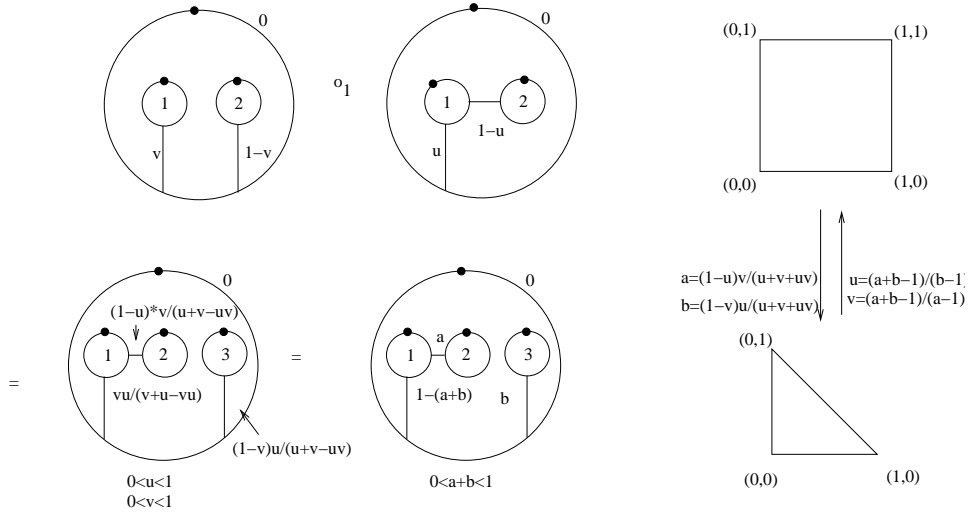 0
1
2
v
1−v
o1
0
1
2
1−u
u
(0,1)
(1,1)
(0,0)
(1,0)
a=(1−u)v/(u+v+uv)
b=(1−v)u/(u+v+uv)
u=(a+b−1)/(b−1)
v=(a+b−1)/(a−1)
(0,1)
(0,0)
(1,0)
=
0
(1−u)*v/(u+v−uv)
1
2
3
vu/(v+u−vu)
(1−v)u/(u+v−uv)
0<u<1
0<v<1
=
0
a
1
2
3
1−(a+b)
b
0<a+b<1